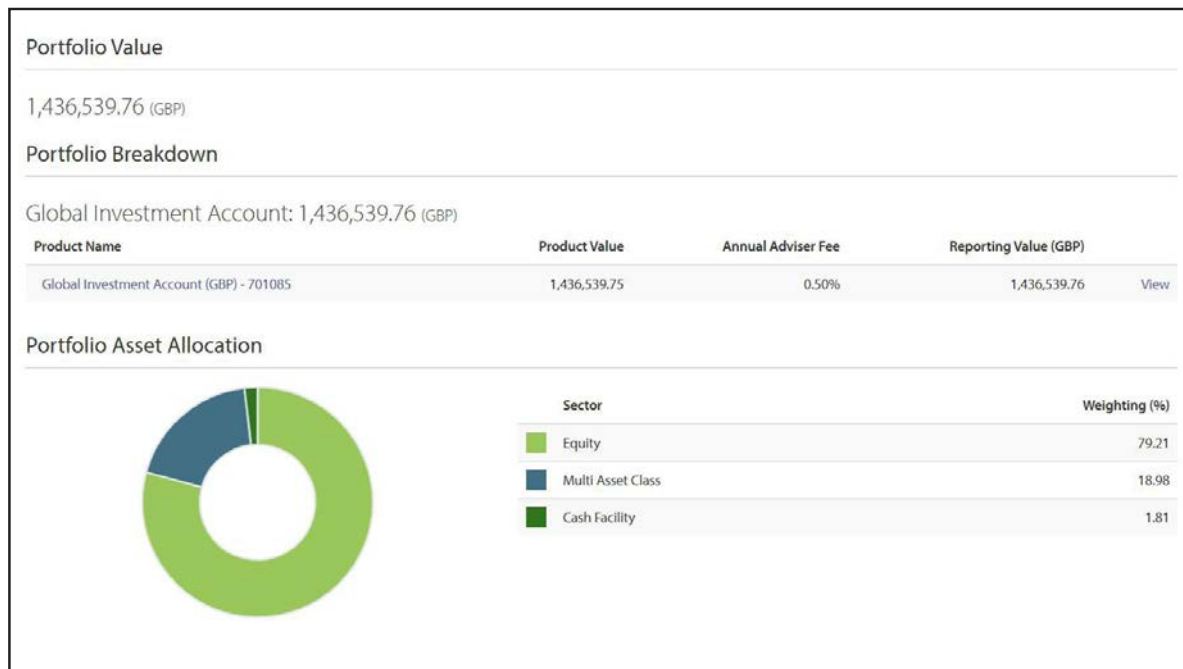 Portfolio Value
1,436,539.76 (GBP)
Portfolio Breakdown
Global Investment Account: 1,436,539.76 (GBP)
Product Name Product Value Annual Adviser Fee Reporting Value (GBP)
Global Investment Account (GBP) - 701085 1,436,539.75 0.50% 1,436,539.76 View
Portfolio Asset Allocation
Sector Weighting (%)
Equity 79.21
Multi Asset Class 18.98
Cash Facility 1.81